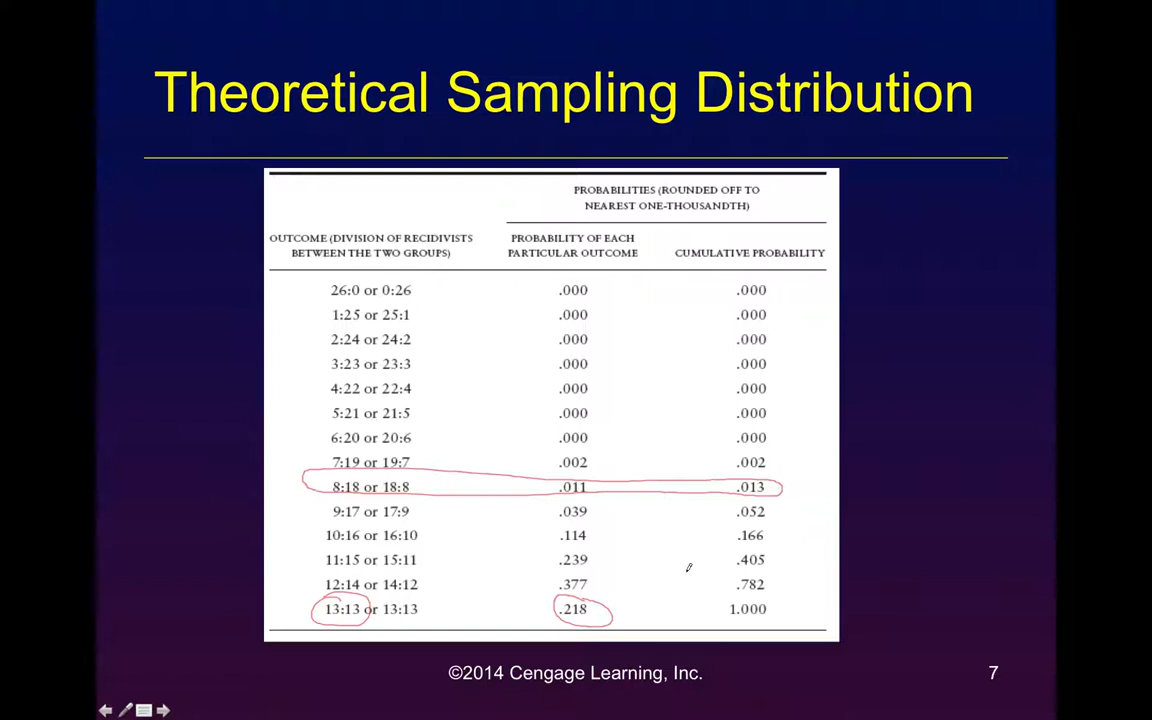 Theoretical Sampling Distribution
PROBABILITIES (ROUNDED OFF TO
NEAREST ONE-THOUSANDTH)
OUTCOME (DIVISION OF RECIDIVISTS
BETWEEN THE TWO GROUPS)
PROBABILITY OF EACH
PARTICULAR OUTCOME
CUMULATIVE PROBABILITY
26:0 or 0:26 .000 .000
1:25 or 25:1 .000 .000
2:24 or 24:2 .000 .000
3:23 or 23:3 .000 .000
4:22 or 22:4 .000 .000
5:21 or 21:5 .000 .000
6:20 or 20:6 .000 .000
7:19 or 19:7 .002 .002
8:18 or 18:8 .011 .013
9:17 or 17:9 .039 .052
10:16 or 16:10 .114 .166
11:15 or 15:11 .239 .405
12:14 or 14:12 .377 .782
13:13 or 13:13 .218 1.000
©2014 Cengage Learning, Inc.
7